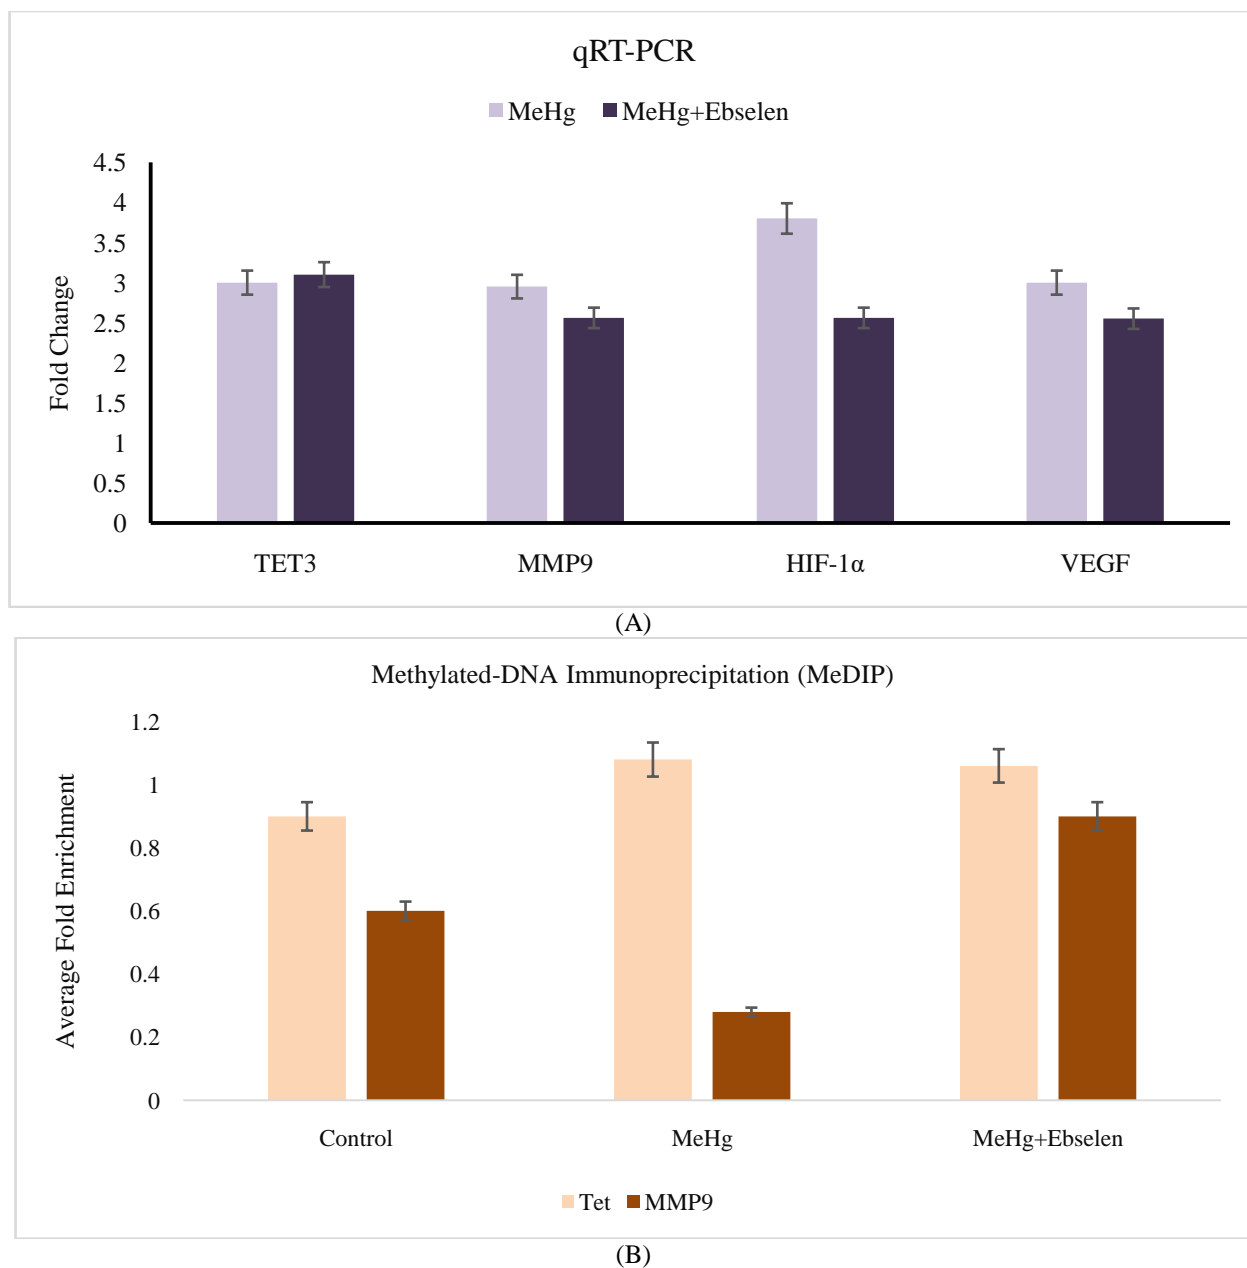 qRT-PCR
MeHg MeHg+Ebselen
Fold Change
4.5
4
3.5
3
2.5
2
1.5
1
0.5
0
TET3 MMP9 HIF-1α VEGF
(A)
Methylated-DNA Immunoprecipitation (MeDIP)
Average Fold Enrichment
1.2
1
0.8
0.6
0.4
0.2
0
Control MeHg MeHg+Ebselen
Tet MMP9
(B)